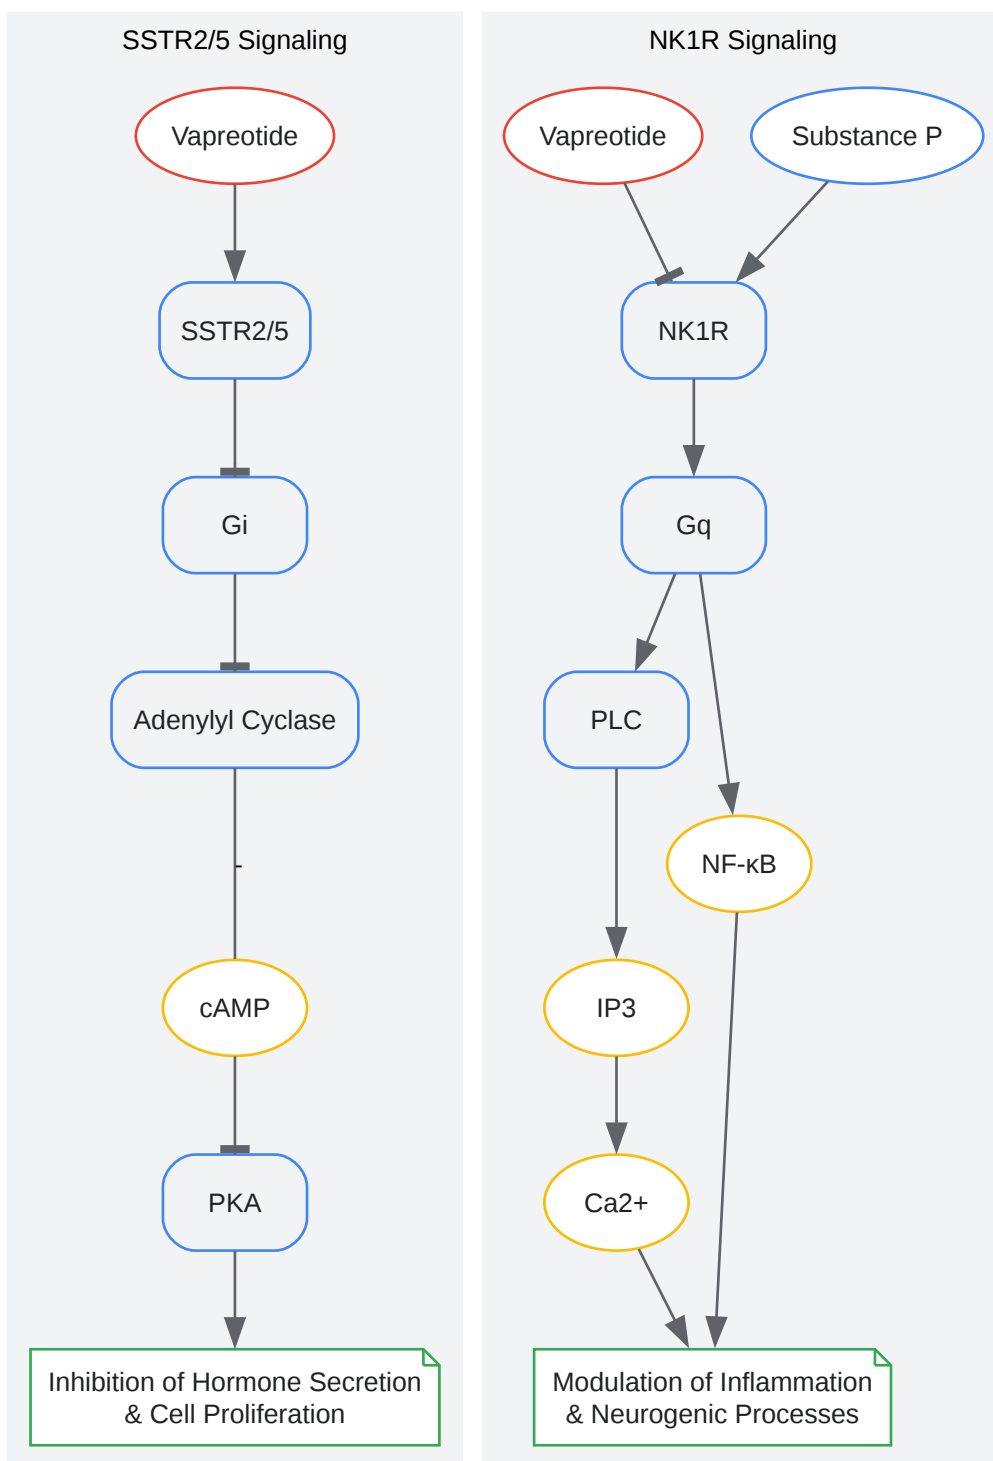 SSTR2/5 Signaling
Vapreotide
SSTR2/5
Gi
Adenylyl Cyclase
-
cAMP
PKA
Inhibition of Hormone Secretion
& Cell Proliferation
NK1R Signaling
Vapreotide
Substance P
NK1R
Gq
PLC
NF-κB
IP3
Ca2+
Modulation of Inflammation
& Neurogenic Processes